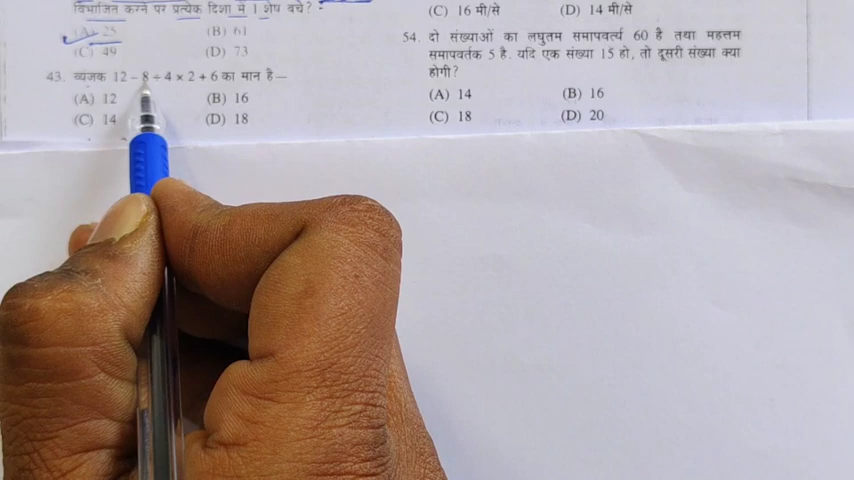 विभाजित करने पर प्रत्येक दिशा में 1 शेष बचे?
(A) 25 (B) 61
(C) 49 (D) 73
43. व्यंजक 12 – 8 ÷ 4 × 2 + 6 का मान है—
(A) 12 (B) 16
(C) 14 (D) 18
(C) 16 मी/से (D) 14 मी/से
54. दो संख्याओं का लघुतम समापवर्त्य 60 है तथा महत्तम
समापवर्तक 5 है. यदि एक संख्या 15 हो, तो दूसरी संख्या क्या
होगी?
(A) 14 (B) 16
(C) 18 (D) 20